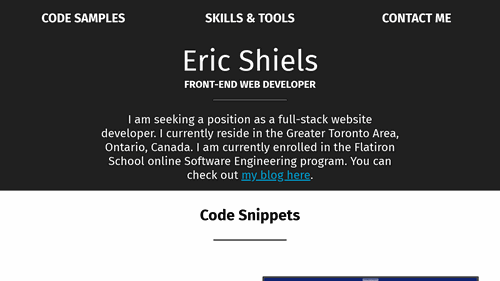 CODE SAMPLES SKILLS & TOOLS CONTACT ME
Eric Shiels
FRONT-END WEB DEVELOPER
I am seeking a position as a full-stack website
developer. I currently reside in the Greater Toronto Area,
Ontario, Canada. I am currently enrolled in the Flatiron
School online Software Engineering program. You can
check out my blog here.
Code Snippets